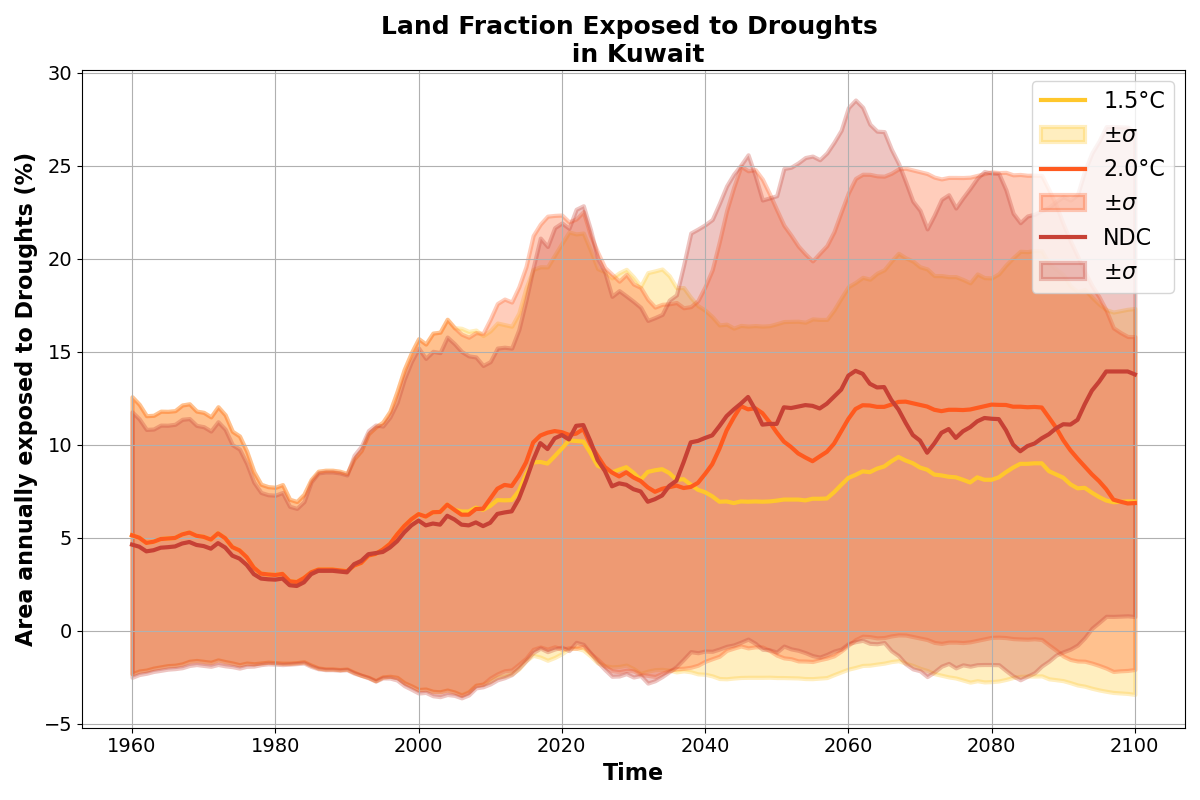 Land Fraction Exposed to Droughts
in Kuwait
Area annually exposed to Droughts (%)
30
25
20
15
10
5
0
−5
1.5°C
±σ
2.0°C
±σ
NDC
±σ
1960
1980
2000
2020
2040
2060
2080
2100
Time